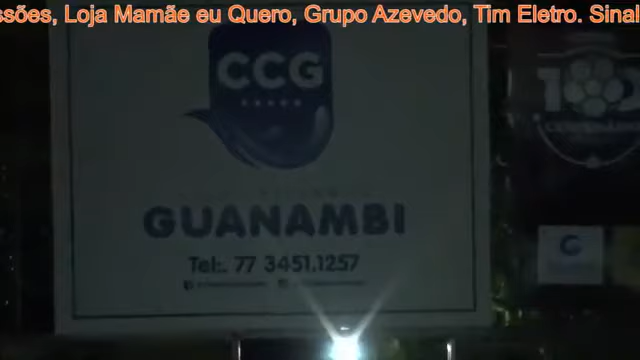 ssões, Loja Mamãe eu Quero, Grupo Azevedo, Tim Eletro. Sinal
CCG
GUANAMBI
Tel:. 77 3451.1257